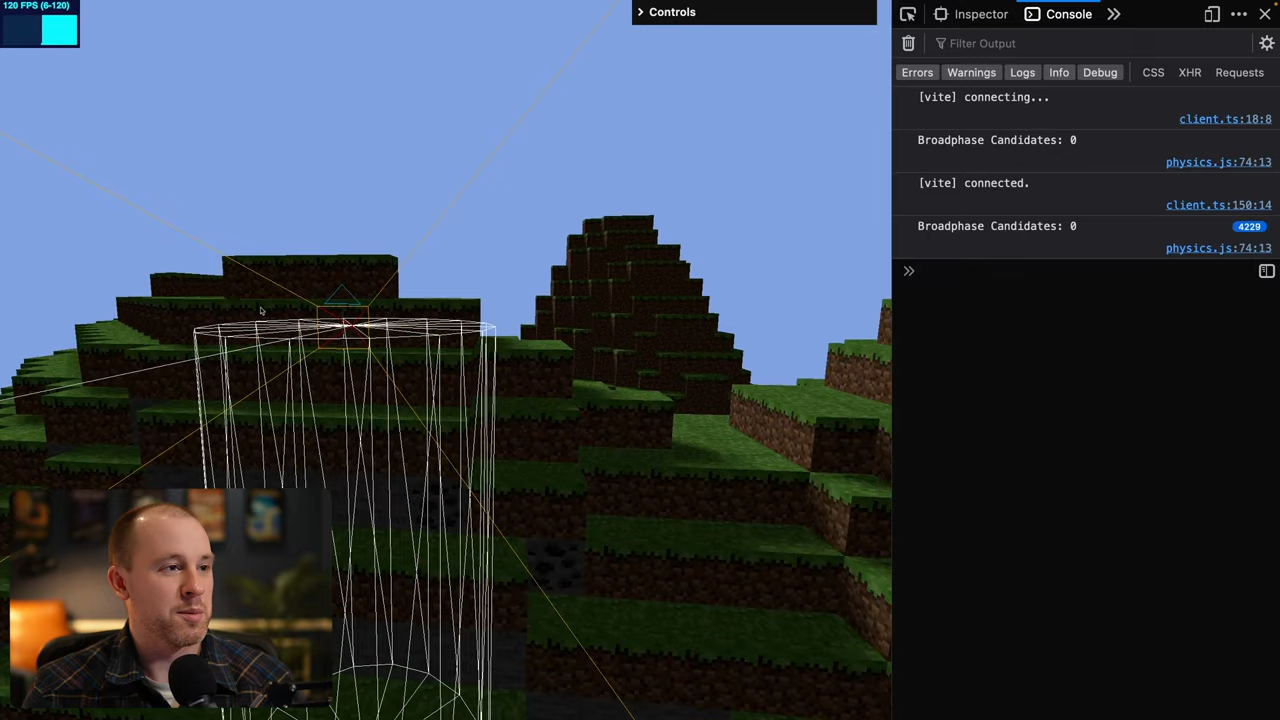 120 FPS (6-120)
Controls
Inspector
Console
Filter Output
Errors
Warnings
Logs
Info
Debug
CSS
XHR
Requests
[vite] connecting...
client.ts:18:8
Broadphase Candidates: 0
physics.js:74:13
[vite] connected.
client.ts:150:14
Broadphase Candidates: 0
4229
physics.js:74:13